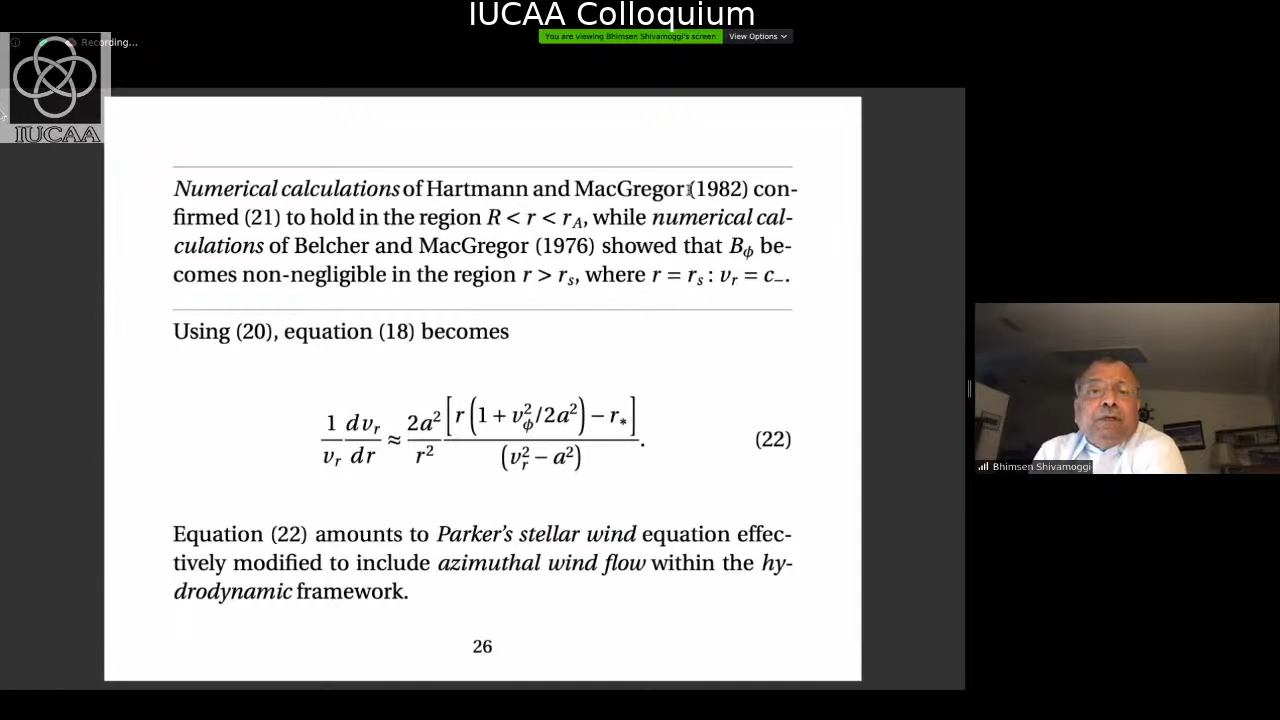 IUCAA Colloquium
You are viewing Bhimsen Shivamoggi's screen View Options
Recording...
IUCAA
Numerical calculations of Hartmann and MacGregor (1982) con-
firmed (21) to hold in the region R < r < r_A, while numerical cal-
culations of Belcher and MacGregor (1976) showed that B_ϕ be-
comes non-negligible in the region r > r_s, where r = r_s : v_r = c_−.
Using (20), equation (18) becomes
1/v_r dv_r/dr ≈ 2a²/r² [r (1 + v_ϕ²/2a²) − r_*] / (v_r² − a²). (22)
Equation (22) amounts to Parker's stellar wind equation effec-
tively modified to include azimuthal wind flow within the hy-
drodynamic framework.
26
Bhimsen Shivamoggi